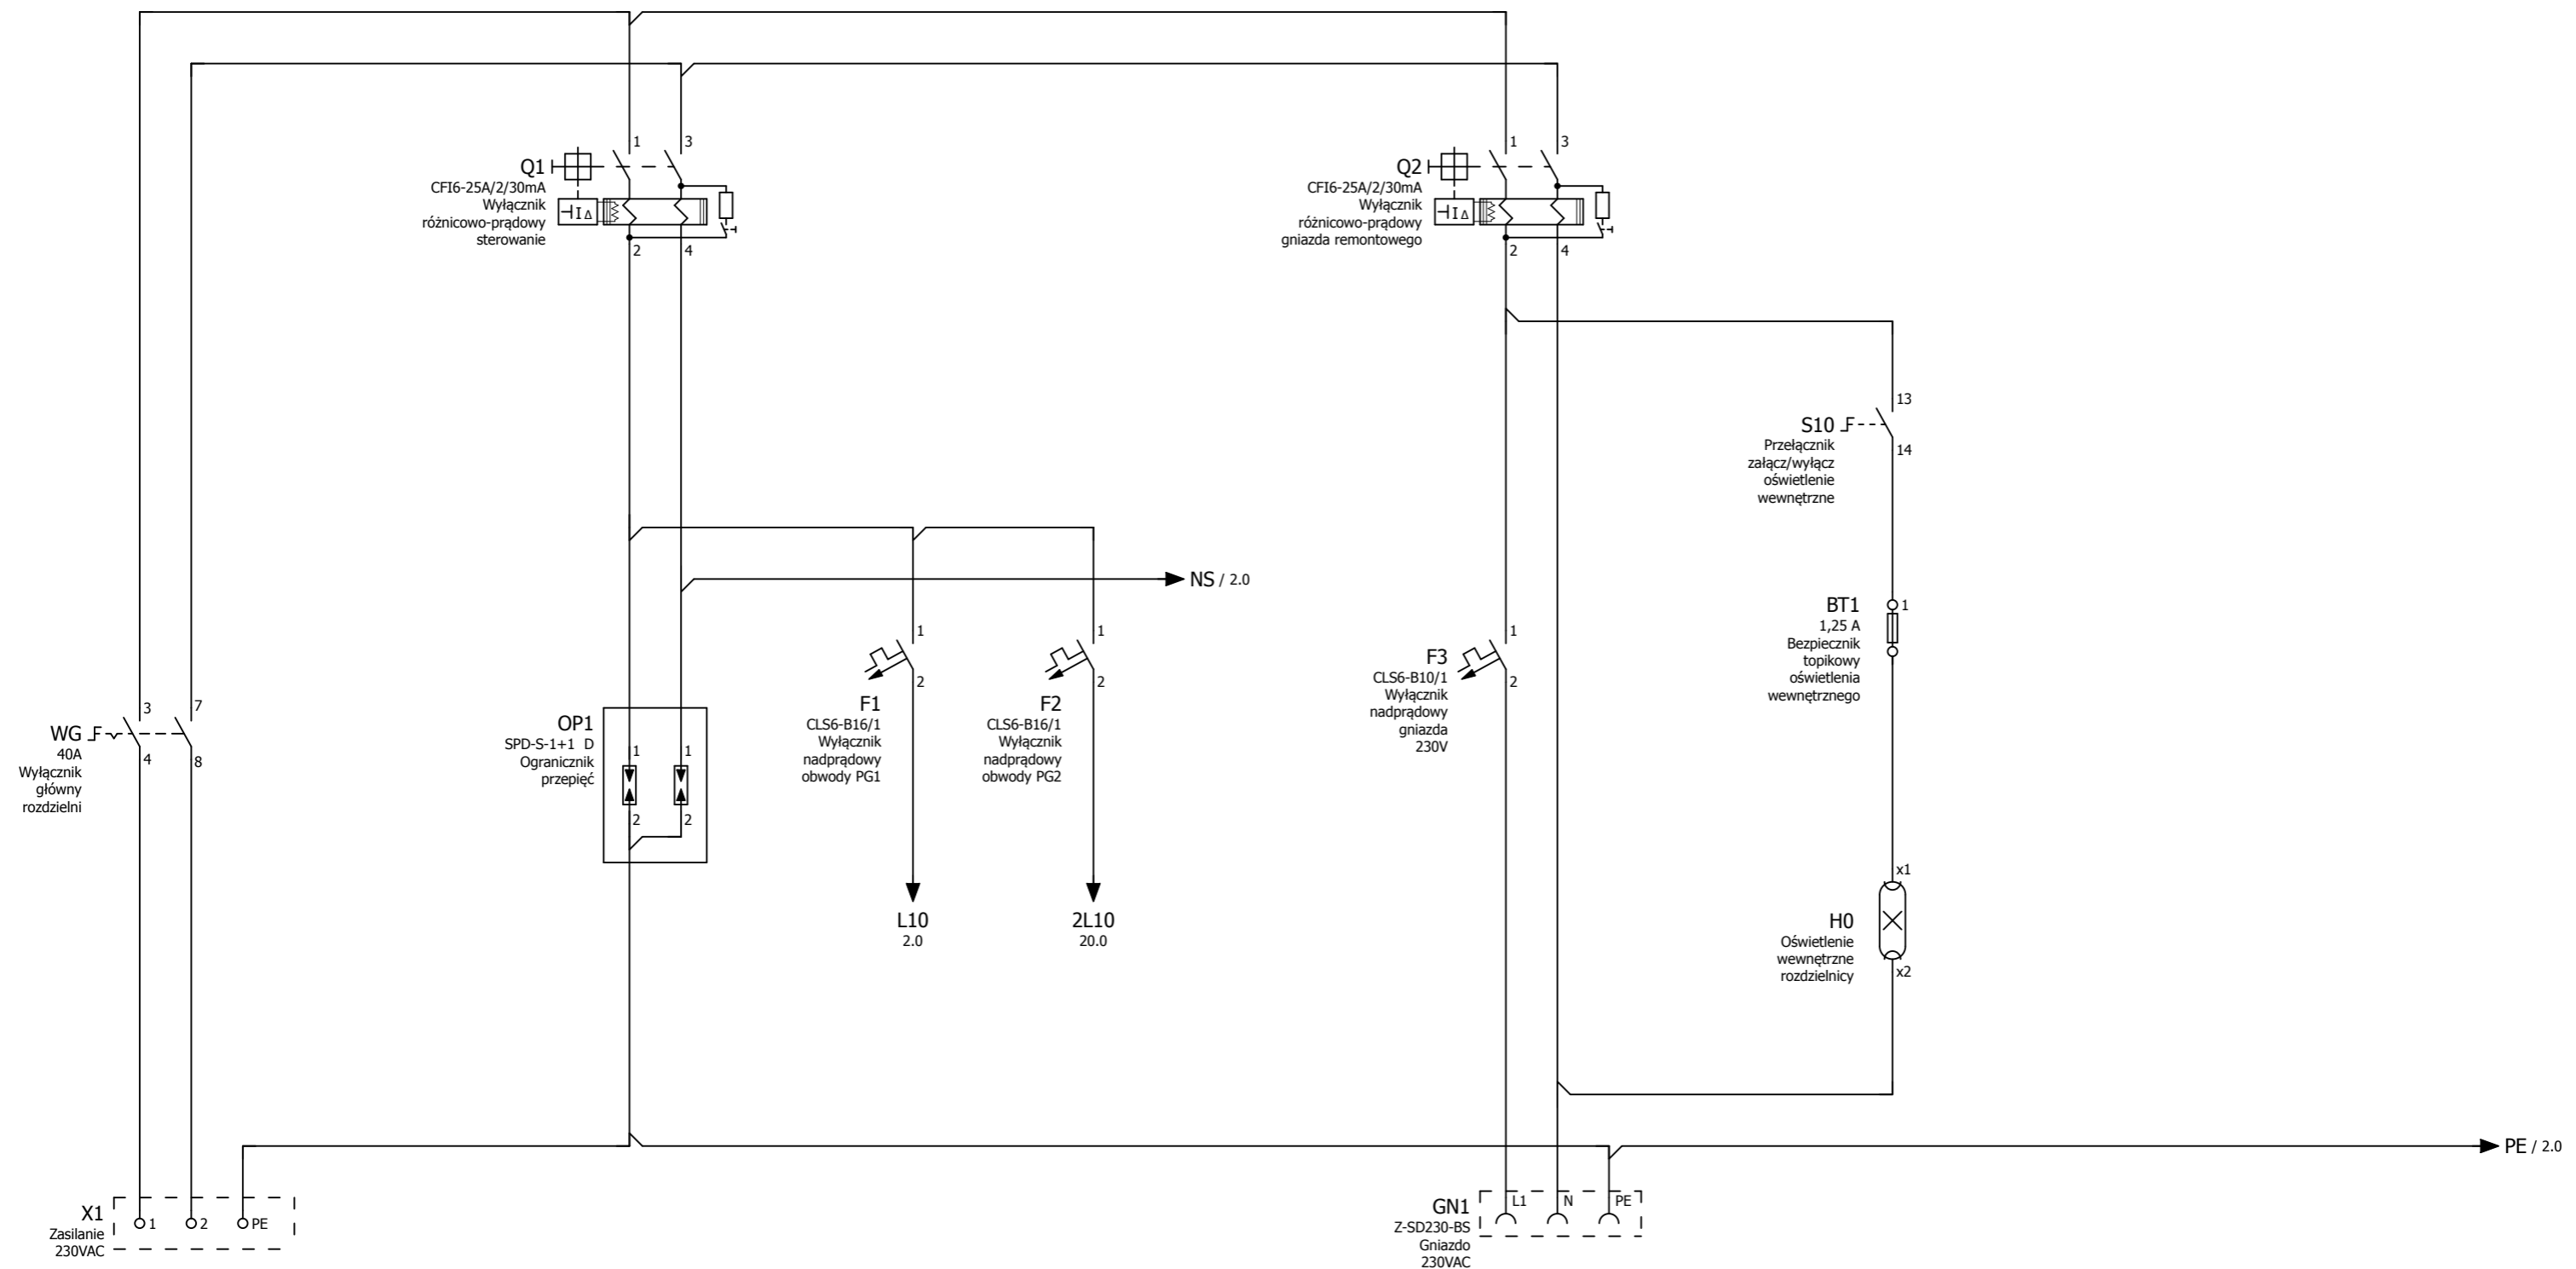 1
3
Q1
CFI6-25A/2/30mA
Wyłącznik
różnicowo-prądowy
sterowanie
I Δ
2
4
1
3
Q2
CFI6-25A/2/30mA
Wyłącznik
różnicowo-prądowy
gniazda remontowego
I Δ
2
4
13
S10
14
Przełącznik
załącz/wyłącz
oświetlenie
wewnętrzne
NS / 2.0
BT1
1
1,25 A
Bezpiecznik
topikowy
oświetlenia
wewnętrznego
1
2
F1
CLS6-B16/1
Wyłącznik
nadprądowy
obwody PG1
1
2
F2
CLS6-B16/1
Wyłącznik
nadprądowy
obwody PG2
1
F3
2
CLS6-B10/1
Wyłącznik
nadprądowy
gniazda
230V
3
7
WG
4
8
40A
Wyłącznik
główny
rozdzielni
OP1
SPD-S-1+1 D
Ogranicznik
przepięć
1
1
2
2
L10
2.0
2L10
20.0
x1
H0
Oświetlenie
wewnętrzne
rozdzielnicy
x2
PE / 2.0
X1
Zasilanie
230VAC
1
2
PE
GN1
Z-SD230-BS
Gniazdo
230VAC
L1
N
PE